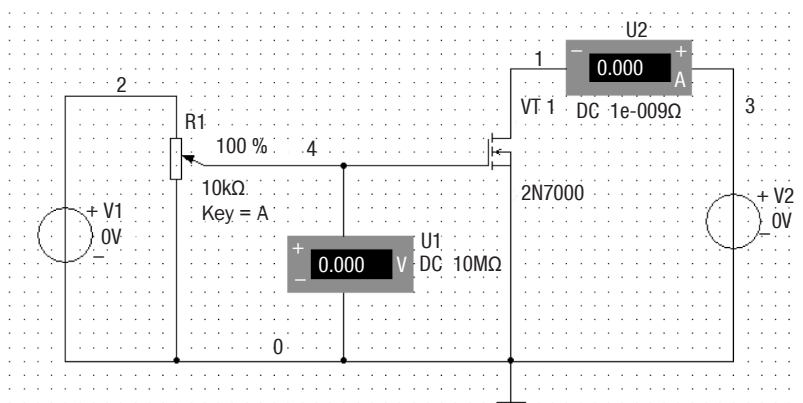 U2
− +
0.000
A
DC 1e-009Ω
1
2
3
VT 1
R1
100 %
4
10kΩ
Key = A
2N7000
+ V1
0V
−
+ V2
0V
−
U1
+
−
0.000
V
DC 10MΩ
0